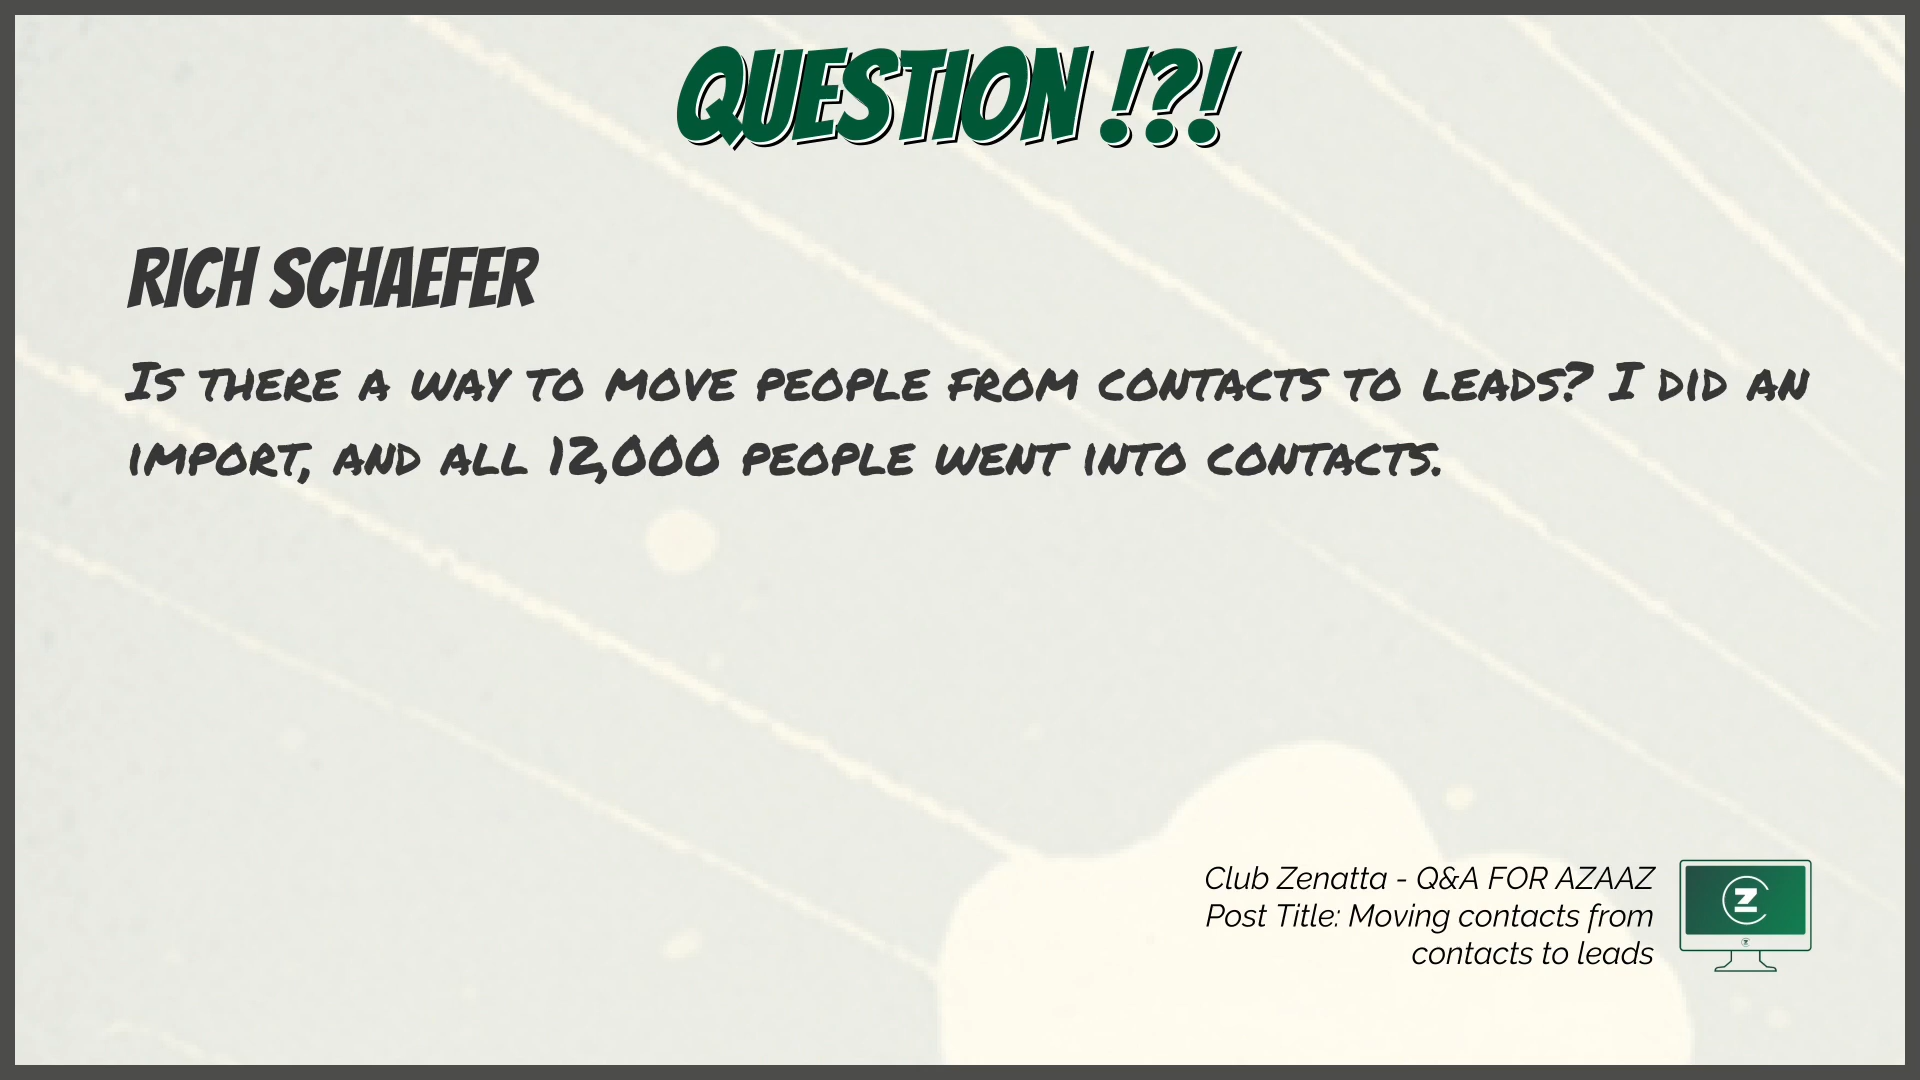 QUESTION !?!
RICH SCHAEFER
Is there a way to move people from contacts to leads? I did an
import, and all 12,000 people went into contacts.
Club Zenatta - Q&A FOR AZAAZ
Post Title: Moving contacts from
contacts to leads